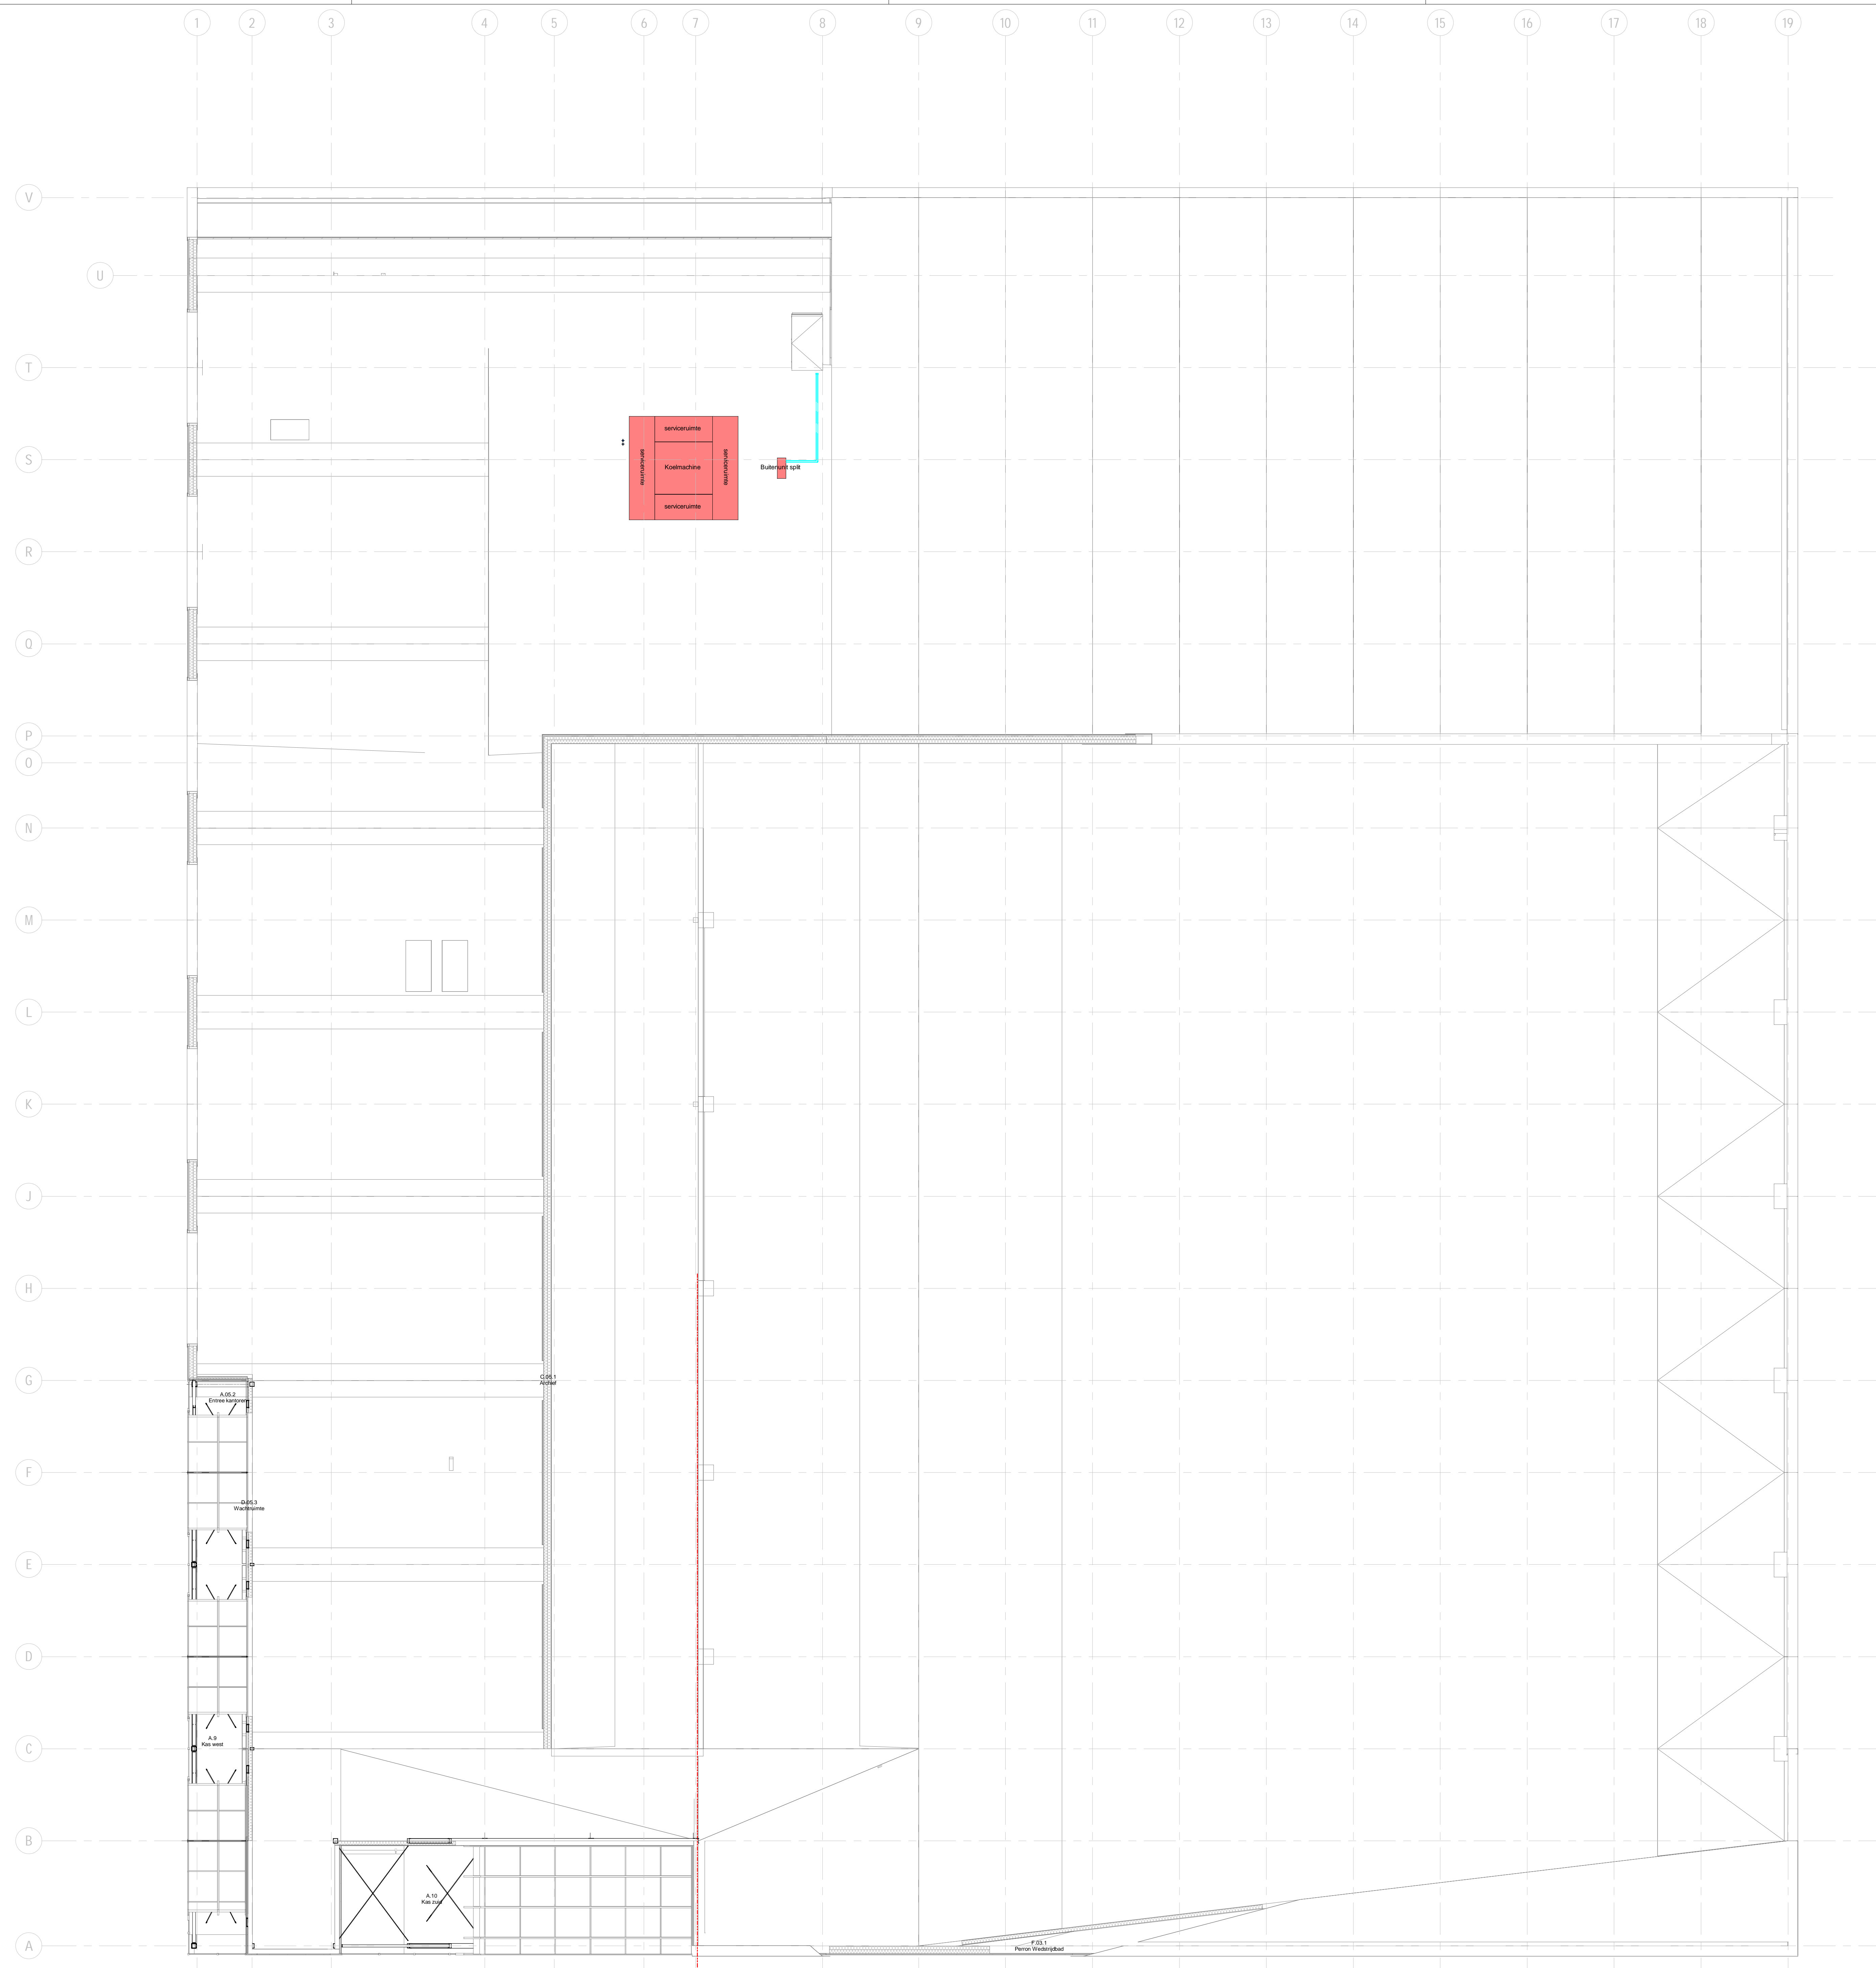 1 2 3 4 5 6 7 8 9 10 11 12 13 14 15 16 17 18 19
V
U
T
serviceruimte
S
serviceruimte
Koelmachine
serviceruimte
Buitenunit split
serviceruimte
R
Q
P
O
N
M
L
K
J
H
G
C.05.1
Archief
A.05.2
Entree kantoren
F
D.05.3
Wachtruimte
E
D
C
A.9
Kas west
B
A.10
Kas zuid
A
F.03.1
Perron Wedstrijdbad